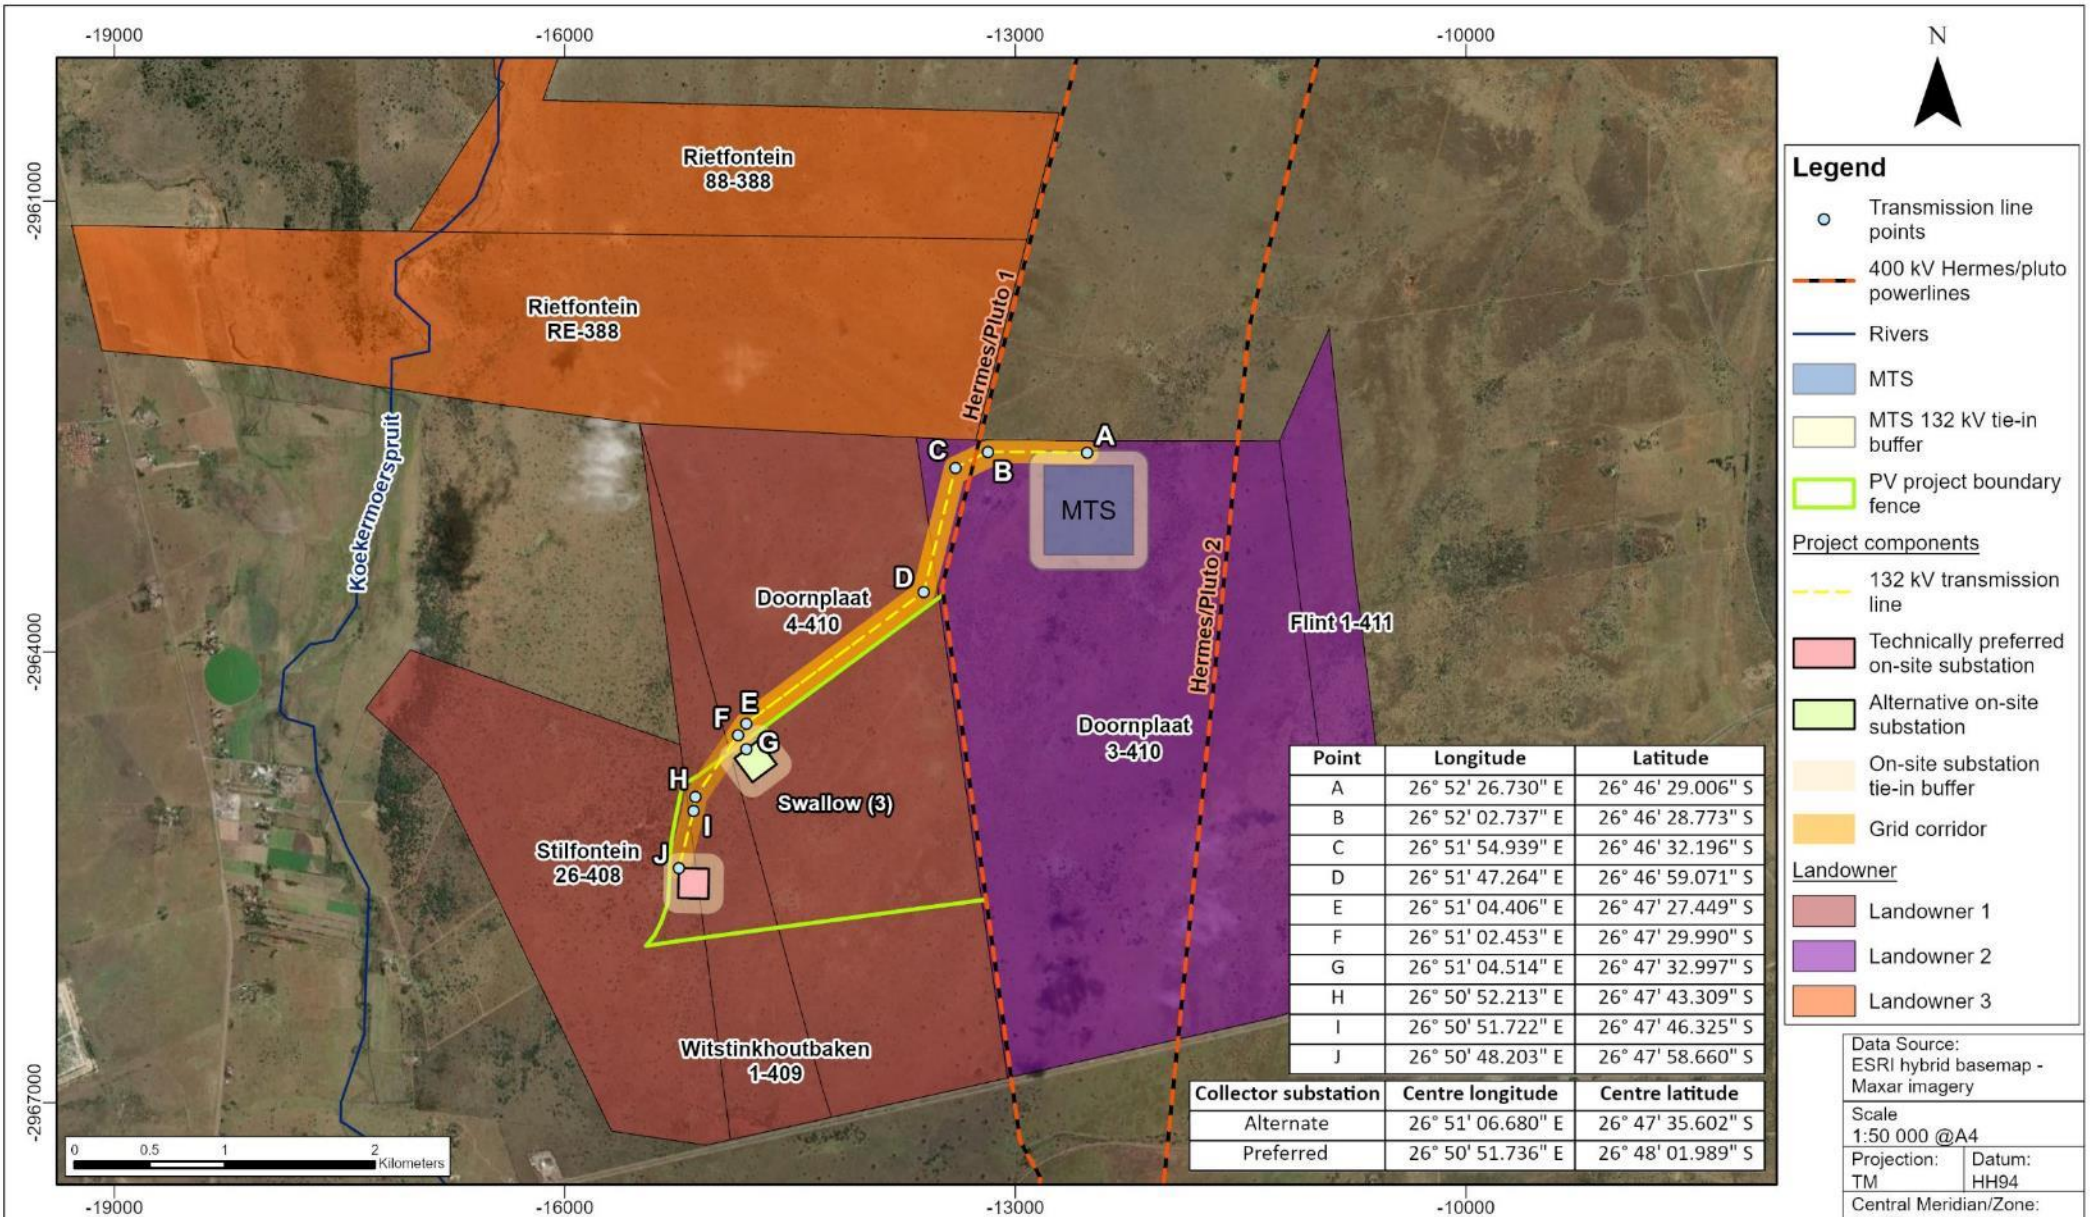 -19000
-16000
-13000
-10000
N
-2961000
-2964000
-2967000
Rietfontein
88-388
Rietfontein
RE-388
Hermes/Pluto 1
Koekermoerspruit
C
A
B
MTS
D
Doornplaat
4-410
Hermes/Pluto 2
Flint 1-411
E
F
G
Doornplaat
3-410
H
Swallow (3)
I
Stilfontein
26-408
J
Witstinkhoutbaken
1-409
0 0.5 1 2
Kilometers
-19000
-16000
-13000
-10000
Point Longitude Latitude
A 26° 52' 26.730" E 26° 46' 29.006" S
B 26° 52' 02.737" E 26° 46' 28.773" S
C 26° 51' 54.939" E 26° 46' 32.196" S
D 26° 51' 47.264" E 26° 46' 59.071" S
E 26° 51' 04.406" E 26° 47' 27.449" S
F 26° 51' 02.453" E 26° 47' 29.990" S
G 26° 51' 04.514" E 26° 47' 32.997" S
H 26° 50' 52.213" E 26° 47' 43.309" S
I 26° 50' 51.722" E 26° 47' 46.325" S
J 26° 50' 48.203" E 26° 47' 58.660" S
Collector substation Centre longitude Centre latitude
Alternate 26° 51' 06.680" E 26° 47' 35.602" S
Preferred 26° 50' 51.736" E 26° 48' 01.989" S
Legend
Transmission line
points
400 kV Hermes/pluto
powerlines
Rivers
MTS
MTS 132 kV tie-in
buffer
PV project boundary
fence
Project components
132 kV transmission
line
Technically preferred
on-site substation
Alternative on-site
substation
On-site substation
tie-in buffer
Grid corridor
Landowner
Landowner 1
Landowner 2
Landowner 3
Data Source:
ESRI hybrid basemap -
Maxar imagery
Scale
1:50 000 @A4
Projection: Datum:
TM HH94
Central Meridian/Zone: